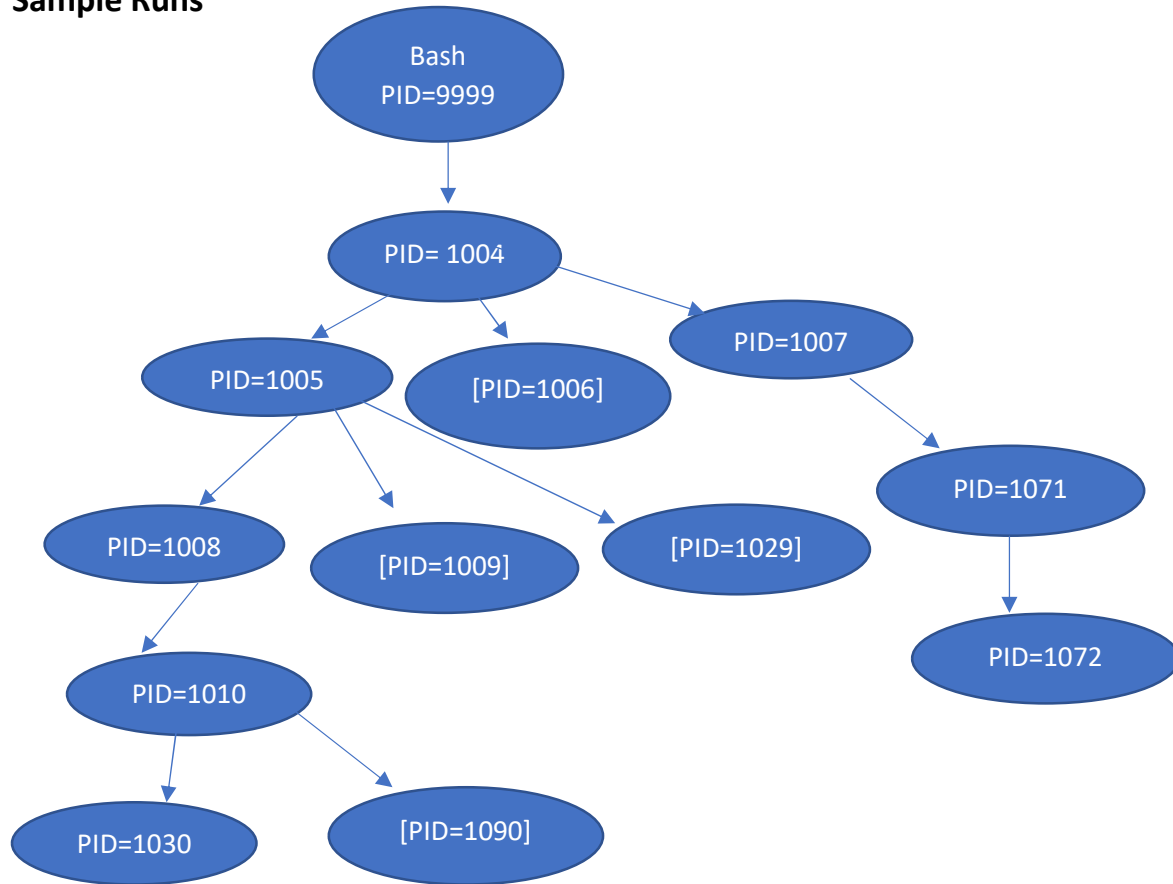 Sample Runs
Bash
PID=9999
PID= 1004
PID=1007
PID=1005
[PID=1006]
PID=1071
PID=1008
[PID=1009]
[PID=1029]
PID=1072
PID=1010
PID=1030
[PID=1090]